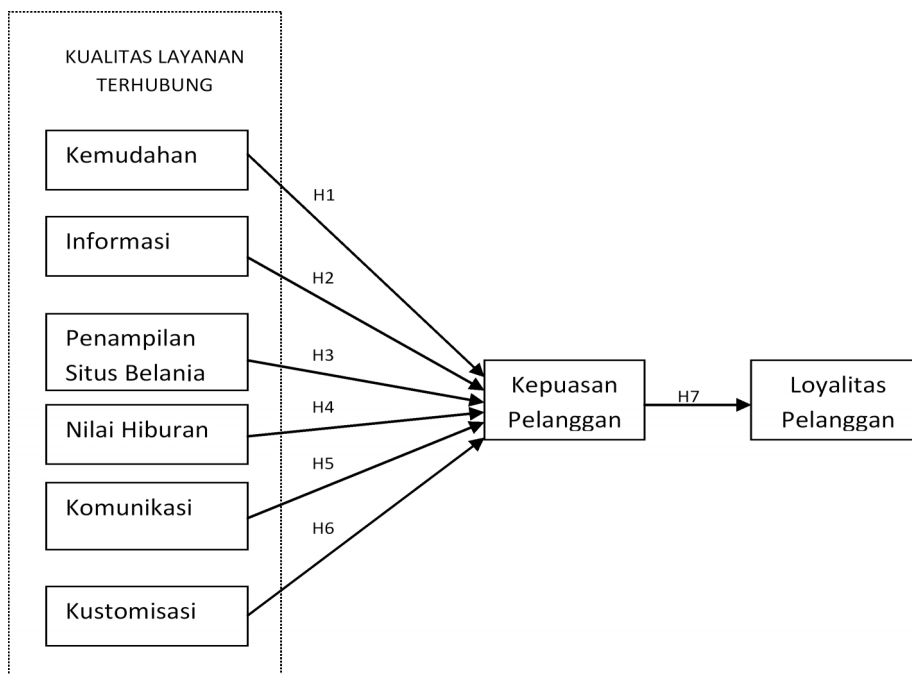 KUALITAS LAYANAN
TERHUBUNG
Kemudahan
H1
Informasi
H2
Penampilan
Situs Belania
H3
Nilai Hiburan
H4
Komunikasi
H5
Kustomisasi
H6
Kepuasan
Pelanggan
H7
Loyalitas
Pelanggan